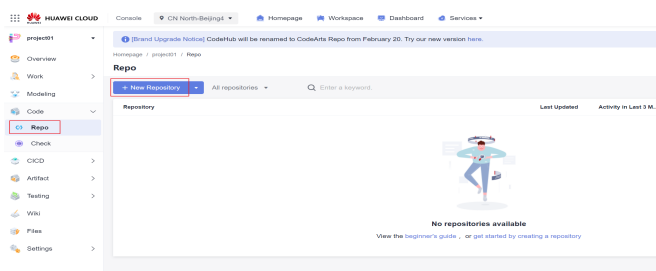 HUAWEI
HUAWEI CLOUD
Console
CN North-Beijing4
Homepage
Workspace
Dashboard
Services
project01
[Brand Upgrade Notice] CodeHub will be renamed to CodeArts Repo from February 20. Try our new version here.
Homepage / project01 / Repo
Overview
Repo
Work
+ New Repository
All repositories
Enter a keyword.
Modeling
Repository
Last Updated
Activity in Last 3 M...
Code
Repo
Check
CICD
Artifact
Testing
Wiki
No repositories available
Files
View the beginner's guide , or get started by creating a repository
Settings